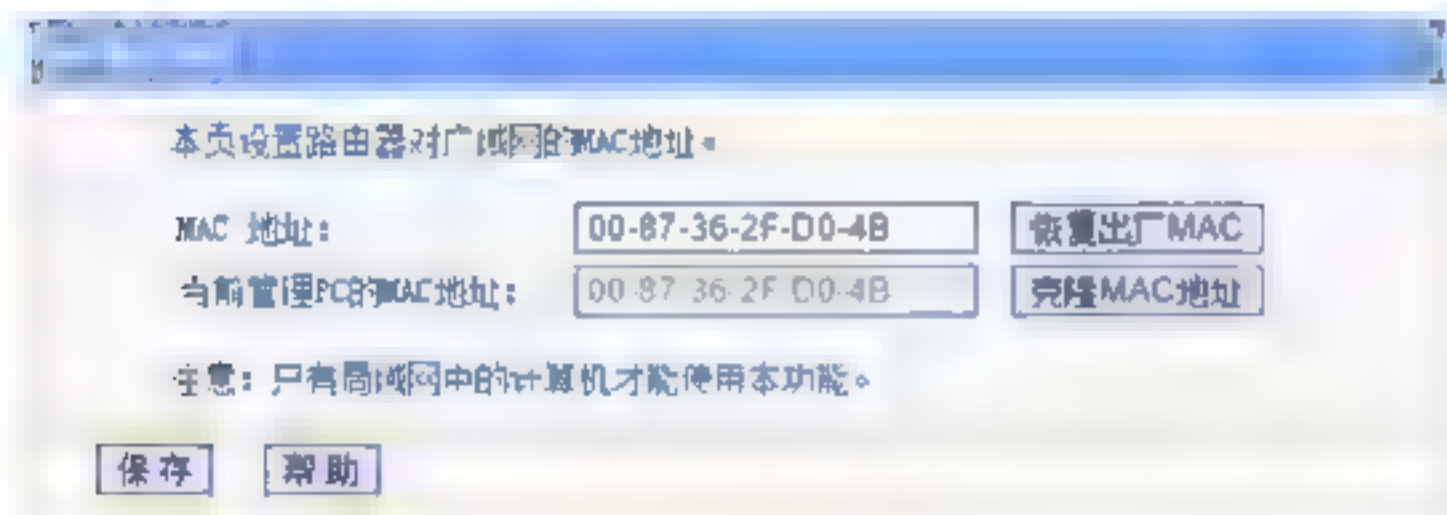 本页设置路由器对广域网的MAC地址。
MAC 地址: 00-87-36-2F-D0-4B 恢复出厂MAC
当前管理PC的MAC地址: 00-87-36-2F-D0-4B 克隆MAC地址
注意: 只有局域网中的计算机才能使用本功能。
保存 帮助